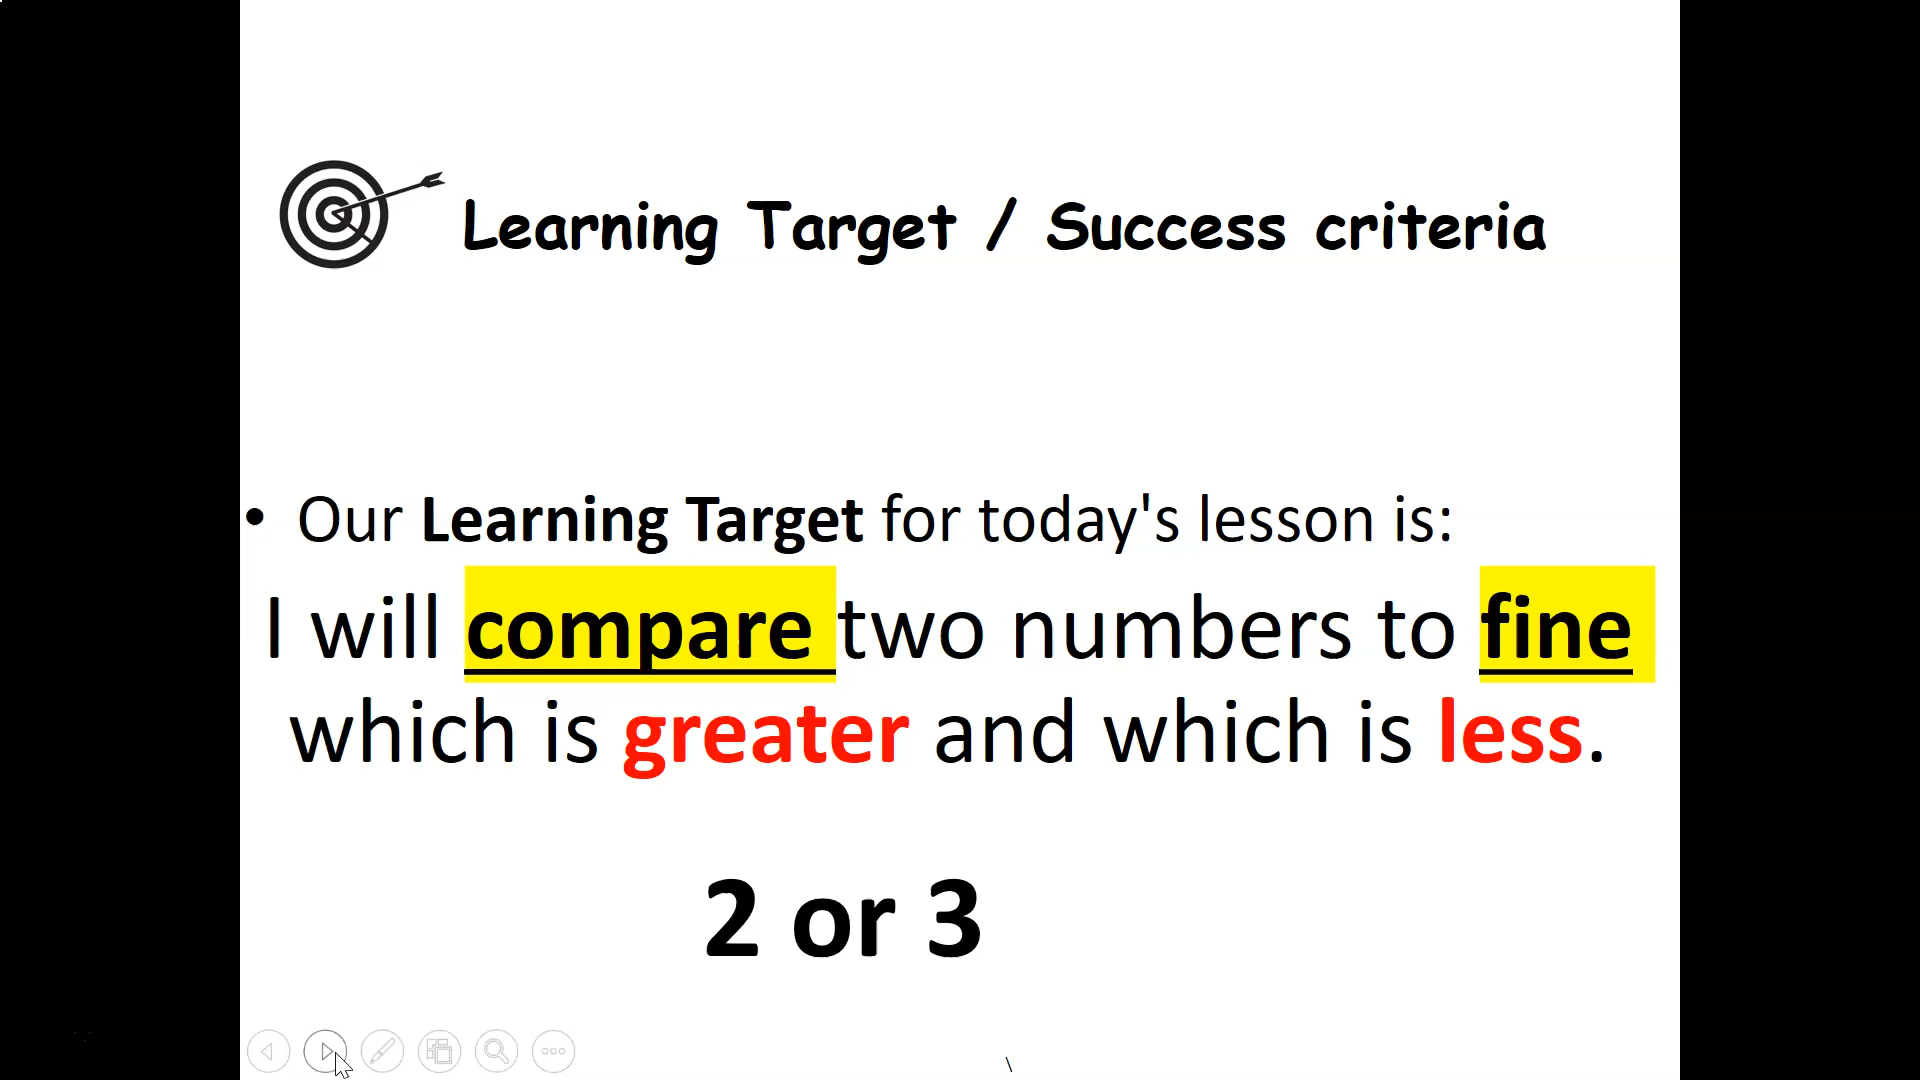 Learning Target / Success criteria
• Our Learning Target for today's lesson is:
I will compare two numbers to fine
which is greater and which is less.
2 or 3
\